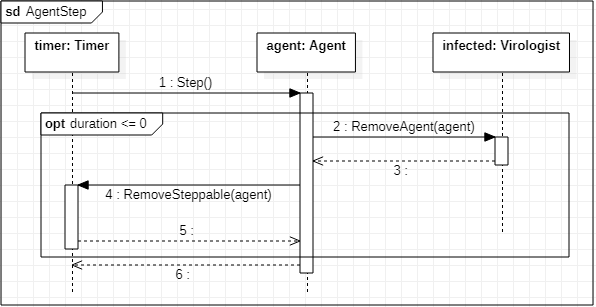 sd AgentStep
timer: Timer
agent: Agent
infected: Virologist
1 : Step()
opt duration <= 0
2 : RemoveAgent(agent)
3 :
4 : RemoveSteppable(agent)
5 :
6 :